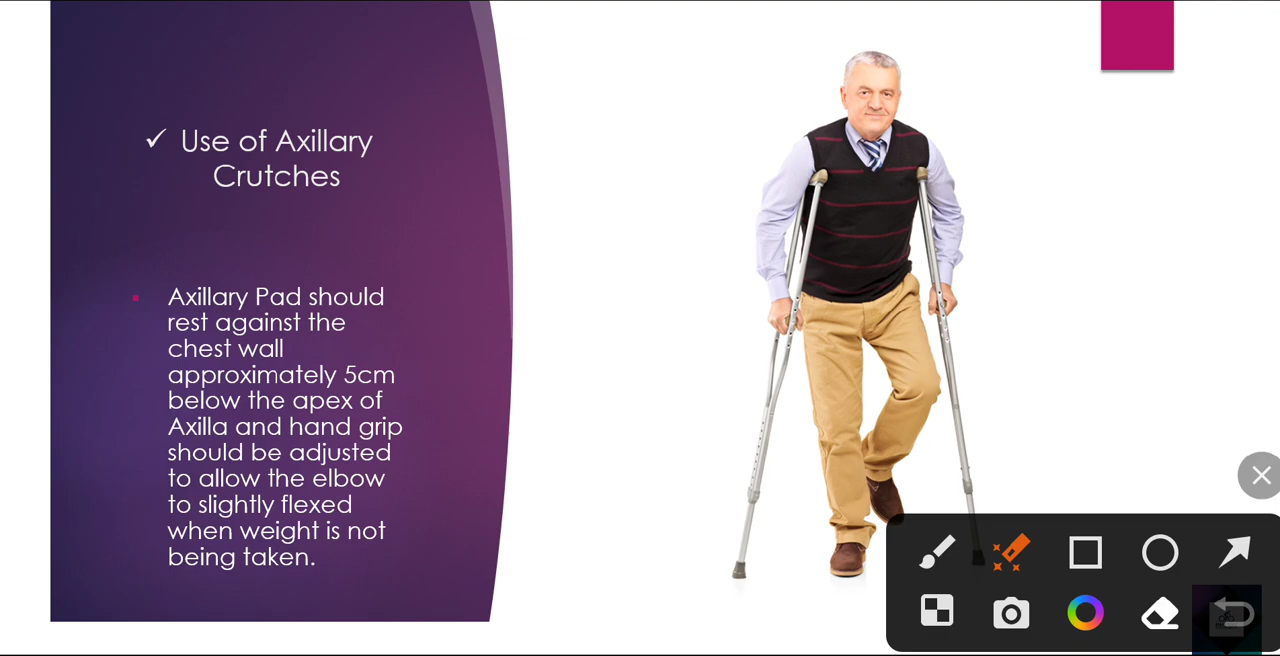 ✓ Use of Axillary
Crutches
▪ Axillary Pad should
rest against the
chest wall
approximately 5cm
below the apex of
Axilla and hand grip
should be adjusted
to allow the elbow
to slightly flexed
when weight is not
being taken.